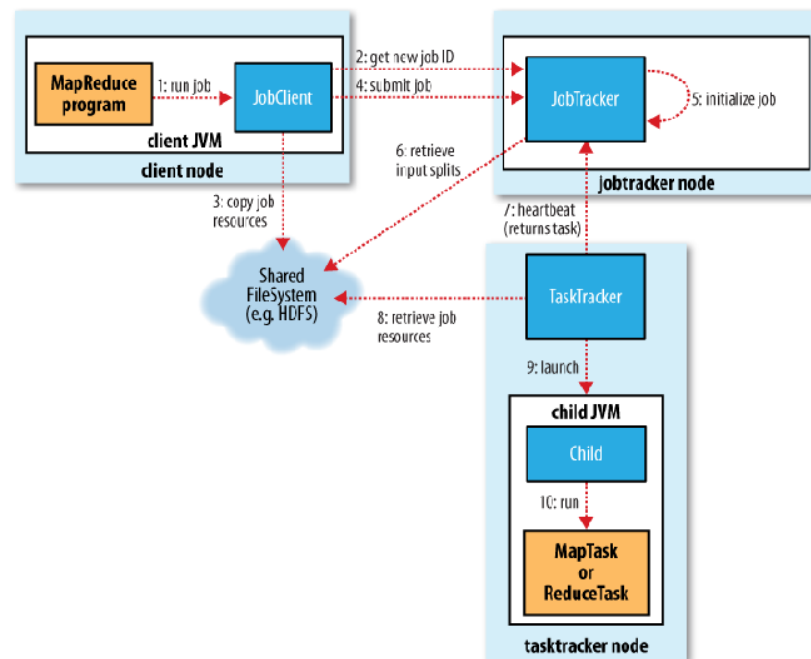 MapReduce
program
1: run job
JobClient
client JVM
client node
2: get new job ID
4: submit job
JobTracker
5: initialize job
jobtracker node
3: copy job
resources
6: retrieve
input splits
7: heartbeat
(returns task)
Shared
FileSystem
(e.g. HDFS)
8: retrieve job
resources
TaskTracker
9: launch
child JVM
Child
10: run
MapTask
or
ReduceTask
tasktracker node